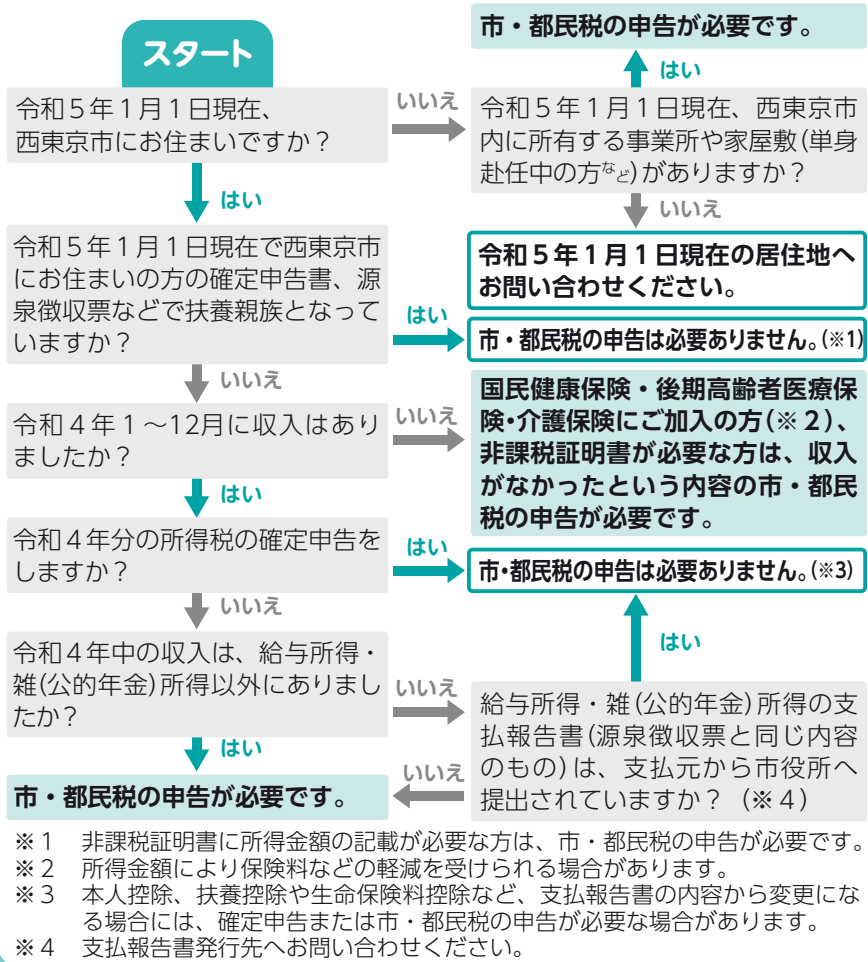 スタート
令和5年1月1日現在、
西東京市にお住まいですか？
いいえ
はい
令和5年1月1日現在、西東京市
内に所有する事業所や家屋敷(単身
赴任中の方など)がありますか？
はい
市・都民税の申告が必要です。
いいえ
令和5年1月1日現在の居住地へ
お問い合わせください。
令和5年1月1日現在で西東京市
にお住まいの方の確定申告書、源
泉徴収票などで扶養親族となって
いますか？
はい
市・都民税の申告は必要ありません。(※1)
いいえ
令和4年1～12月に収入はあり
ましたか？
いいえ
国民健康保険・後期高齢者医療保
険・介護保険にご加入の方(※2)、
非課税証明書が必要な方は、収入
がなかったという内容の市・都民
税の申告が必要です。
はい
令和4年分の所得税の確定申告を
しますか？
はい
市・都民税の申告は必要ありません。(※3)
いいえ
令和4年中の収入は、給与所得・
雑(公的年金)所得以外にありまし
たか？
いいえ
給与所得・雑(公的年金)所得の支
払報告書(源泉徴収票と同じ内容
のもの)は、支払元から市役所へ
提出されていますか？(※4)
はい
いいえ
はい
市・都民税の申告が必要です。
※1 非課税証明書に所得金額の記載が必要な方は、市・都民税の申告が必要です。
※2 所得金額により保険料などの軽減を受けられる場合があります。
※3 本人控除、扶養控除や生命保険料控除など、支払報告書の内容から変更にな
る場合には、確定申告または市・都民税の申告が必要な場合があります。
※4 支払報告書発行先へお問い合わせください。